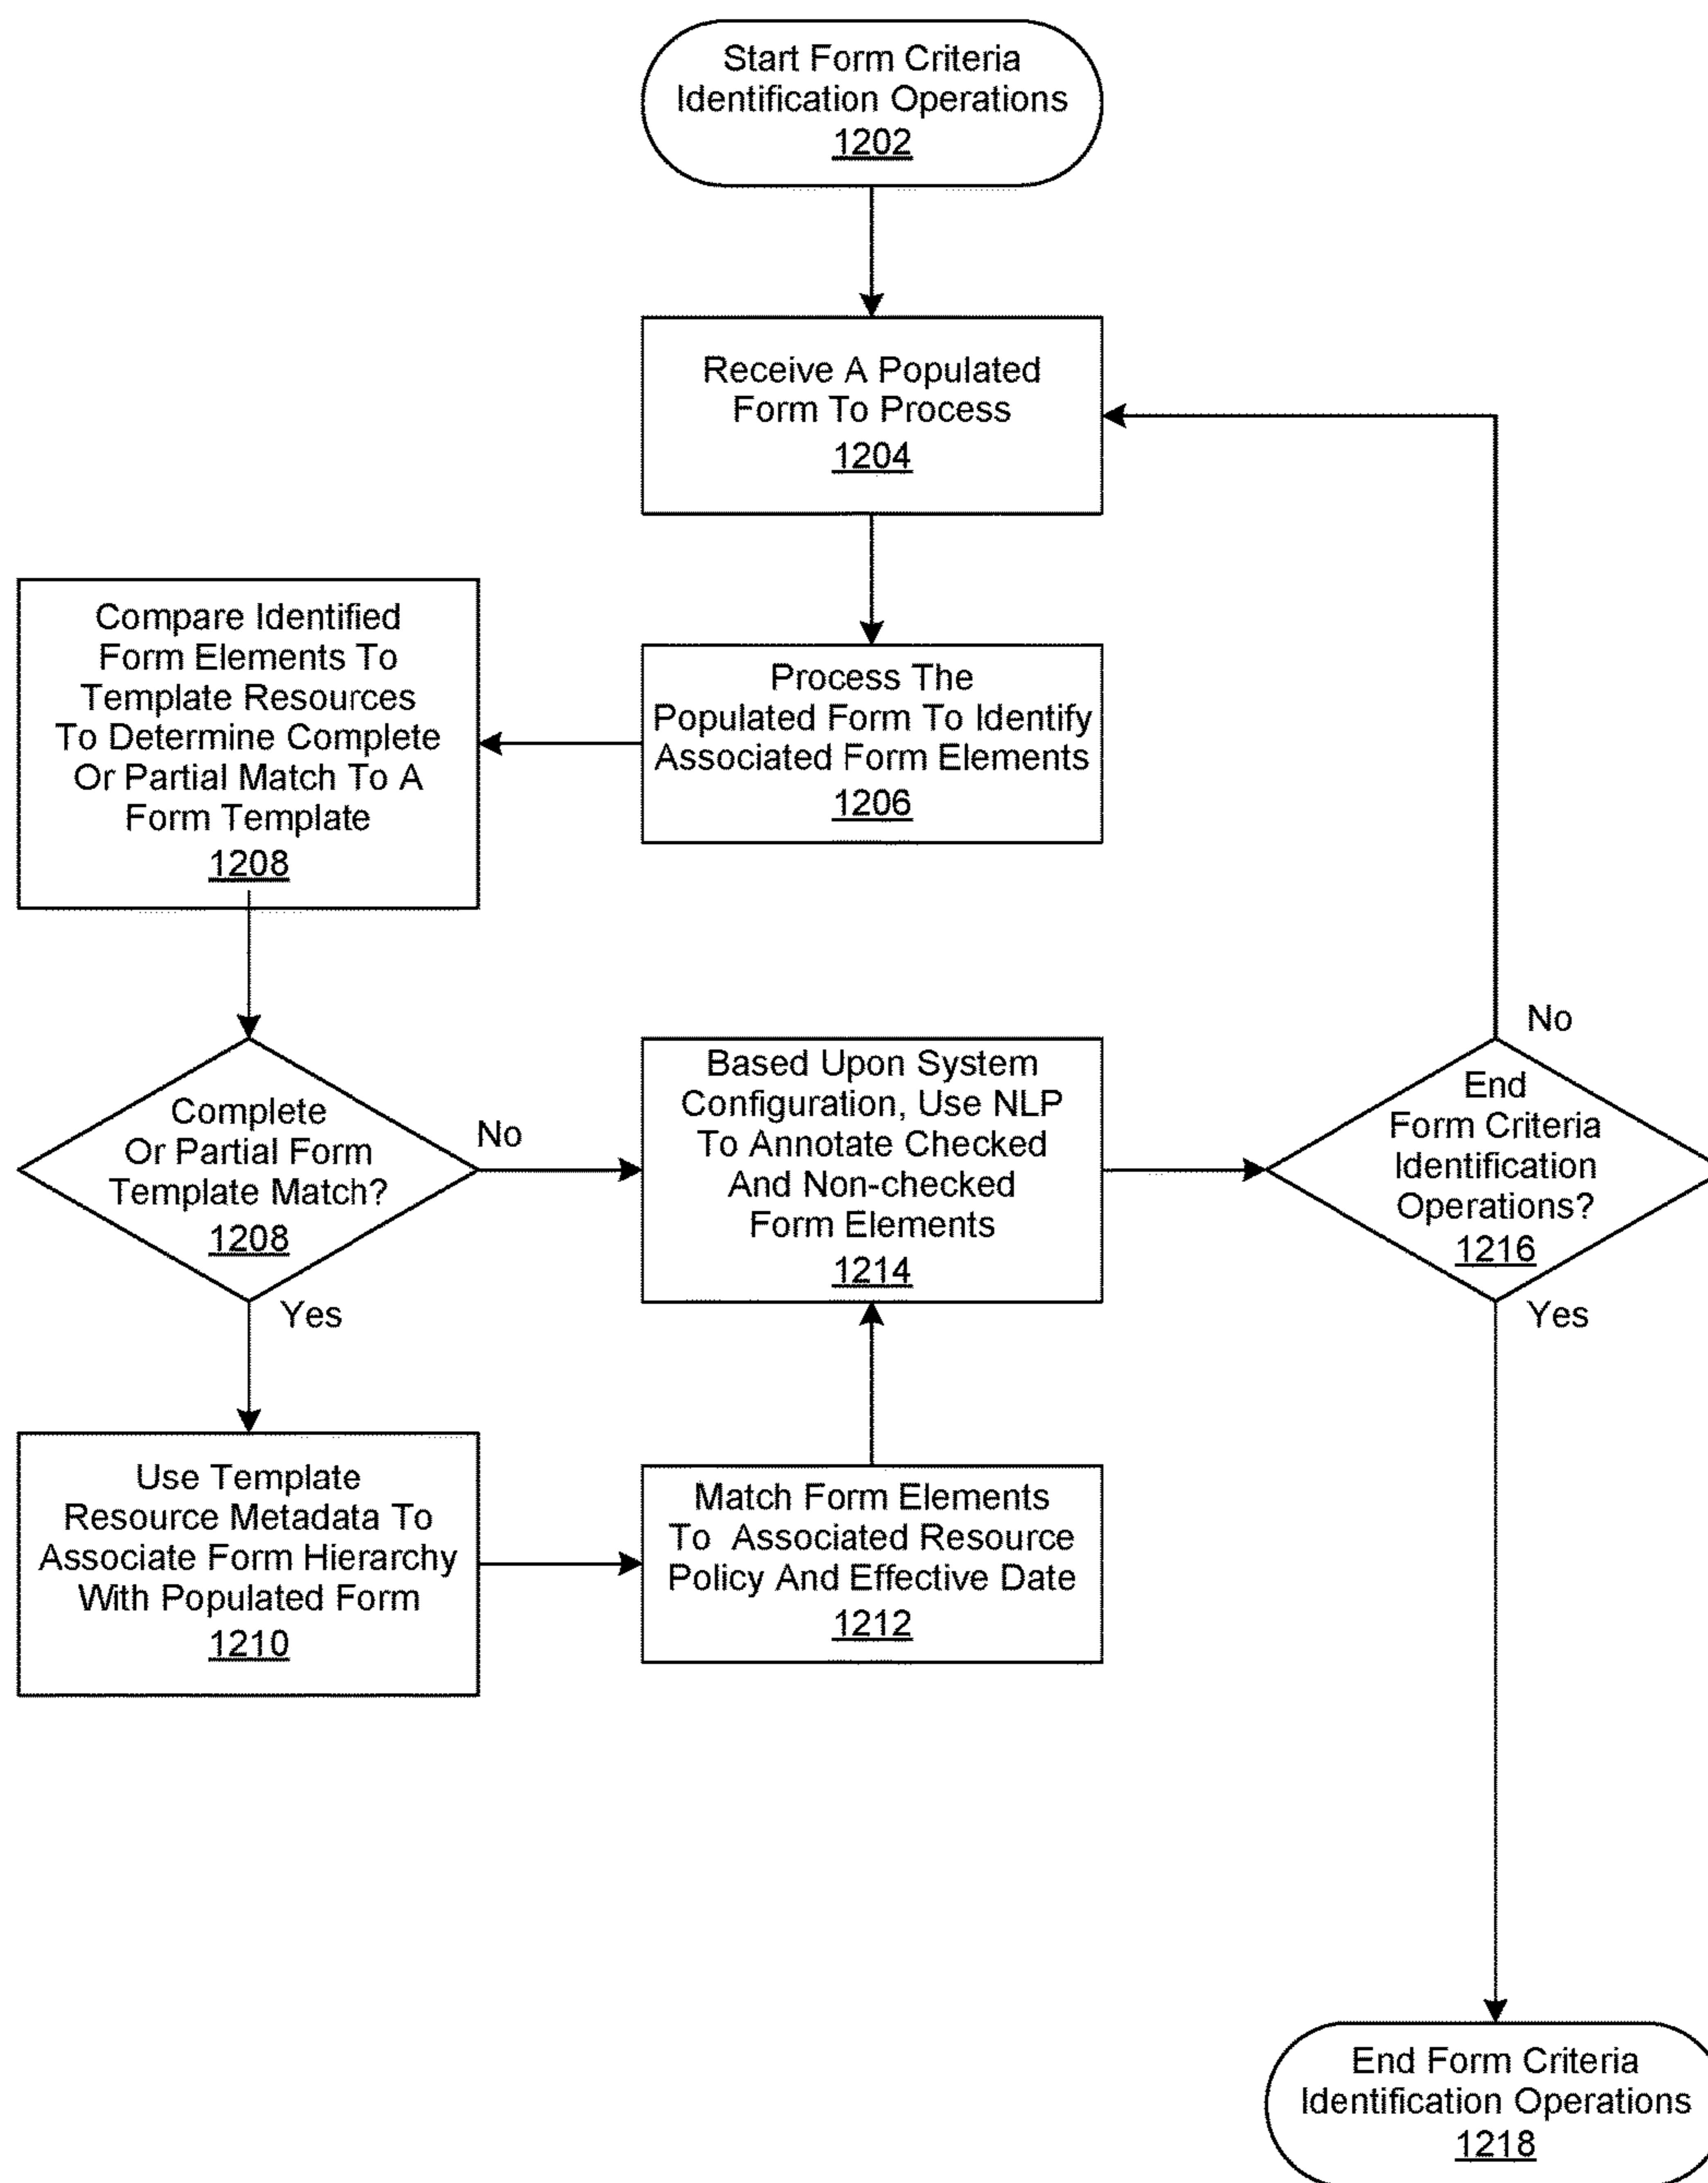 Start Form Criteria
Identification Operations
1202
Receive A Populated
Form To Process
1204
Process The
Populated Form To Identify
Associated Form Elements
1206
Compare Identified
Form Elements To
Template Resources
To Determine Complete
Or Partial Match To A
Form Template
1208
Complete
Or Partial Form
Template Match?
1208
No
Yes
Use Template
Resource Metadata To
Associate Form Hierarchy
With Populated Form
1210
Match Form Elements
To Associated Resource
Policy And Effective Date
1212
Based Upon System
Configuration, Use NLP
To Annotate Checked
And Non-checked
Form Elements
1214
End
Form Criteria
Identification
Operations?
1216
No
Yes
End Form Criteria
Identification Operations
1218